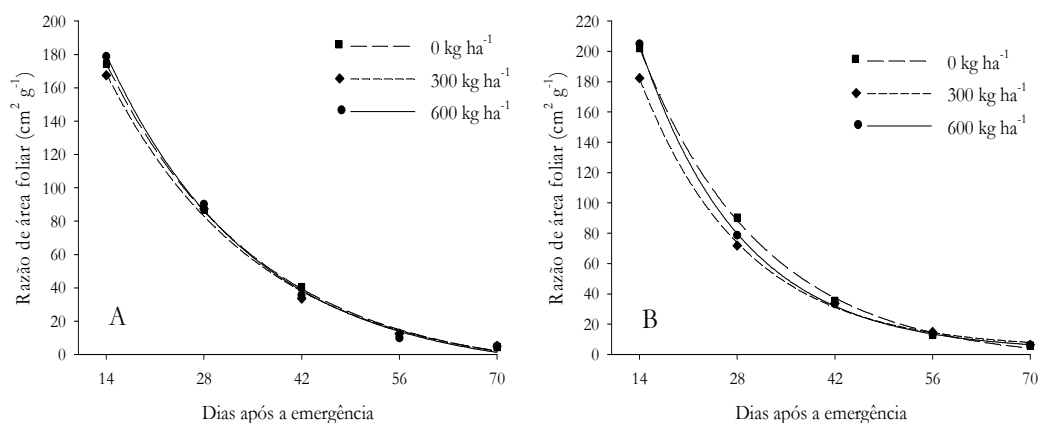 Razão de área foliar (cm² g⁻¹)
200
180
160
140
120
100
80
60
40
20
0
0 kg ha⁻¹
300 kg ha⁻¹
600 kg ha⁻¹
A
14 28 42 56 70
Dias após a emergência
Razão de área foliar (cm² g⁻¹)
220
200
180
160
140
120
100
80
60
40
20
0
0 kg ha⁻¹
300 kg ha⁻¹
600 kg ha⁻¹
B
14 28 42 56 70
Dias após a emergência